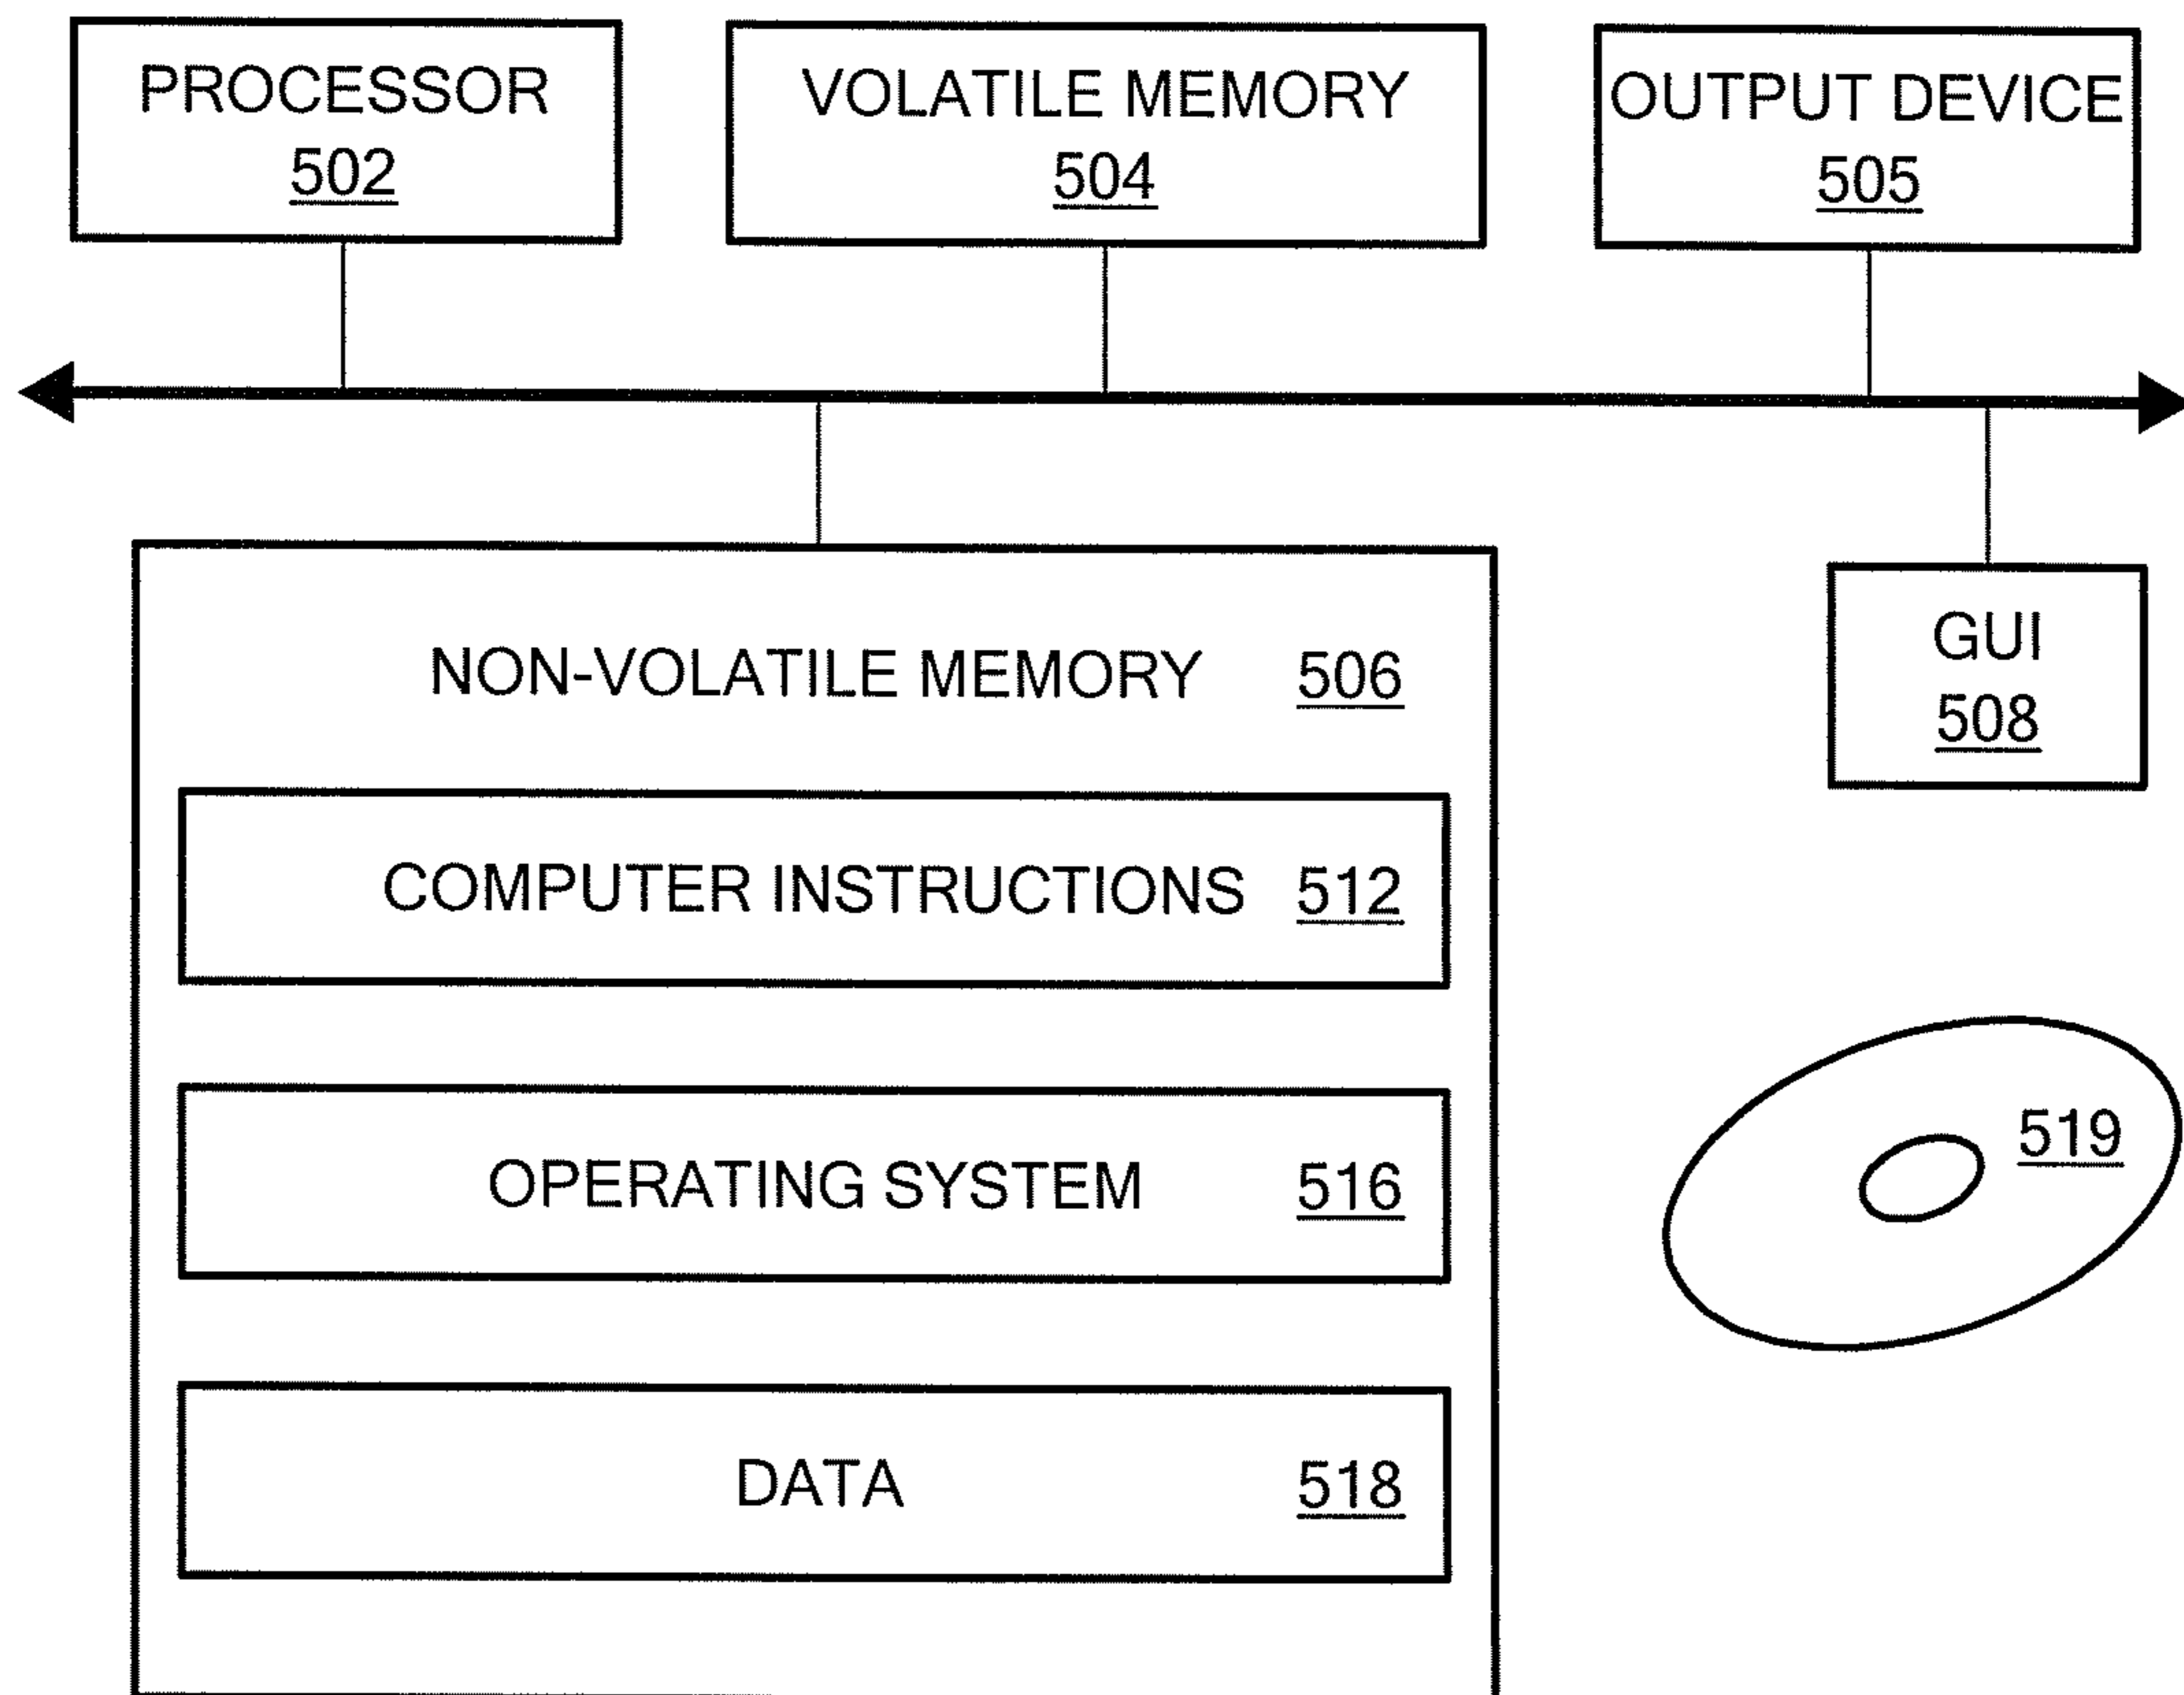 PROCESSOR
502
VOLATILE MEMORY
504
OUTPUT DEVICE
505
NON-VOLATILE MEMORY 506
GUI
508
COMPUTER INSTRUCTIONS 512
519
OPERATING SYSTEM 516
DATA 518